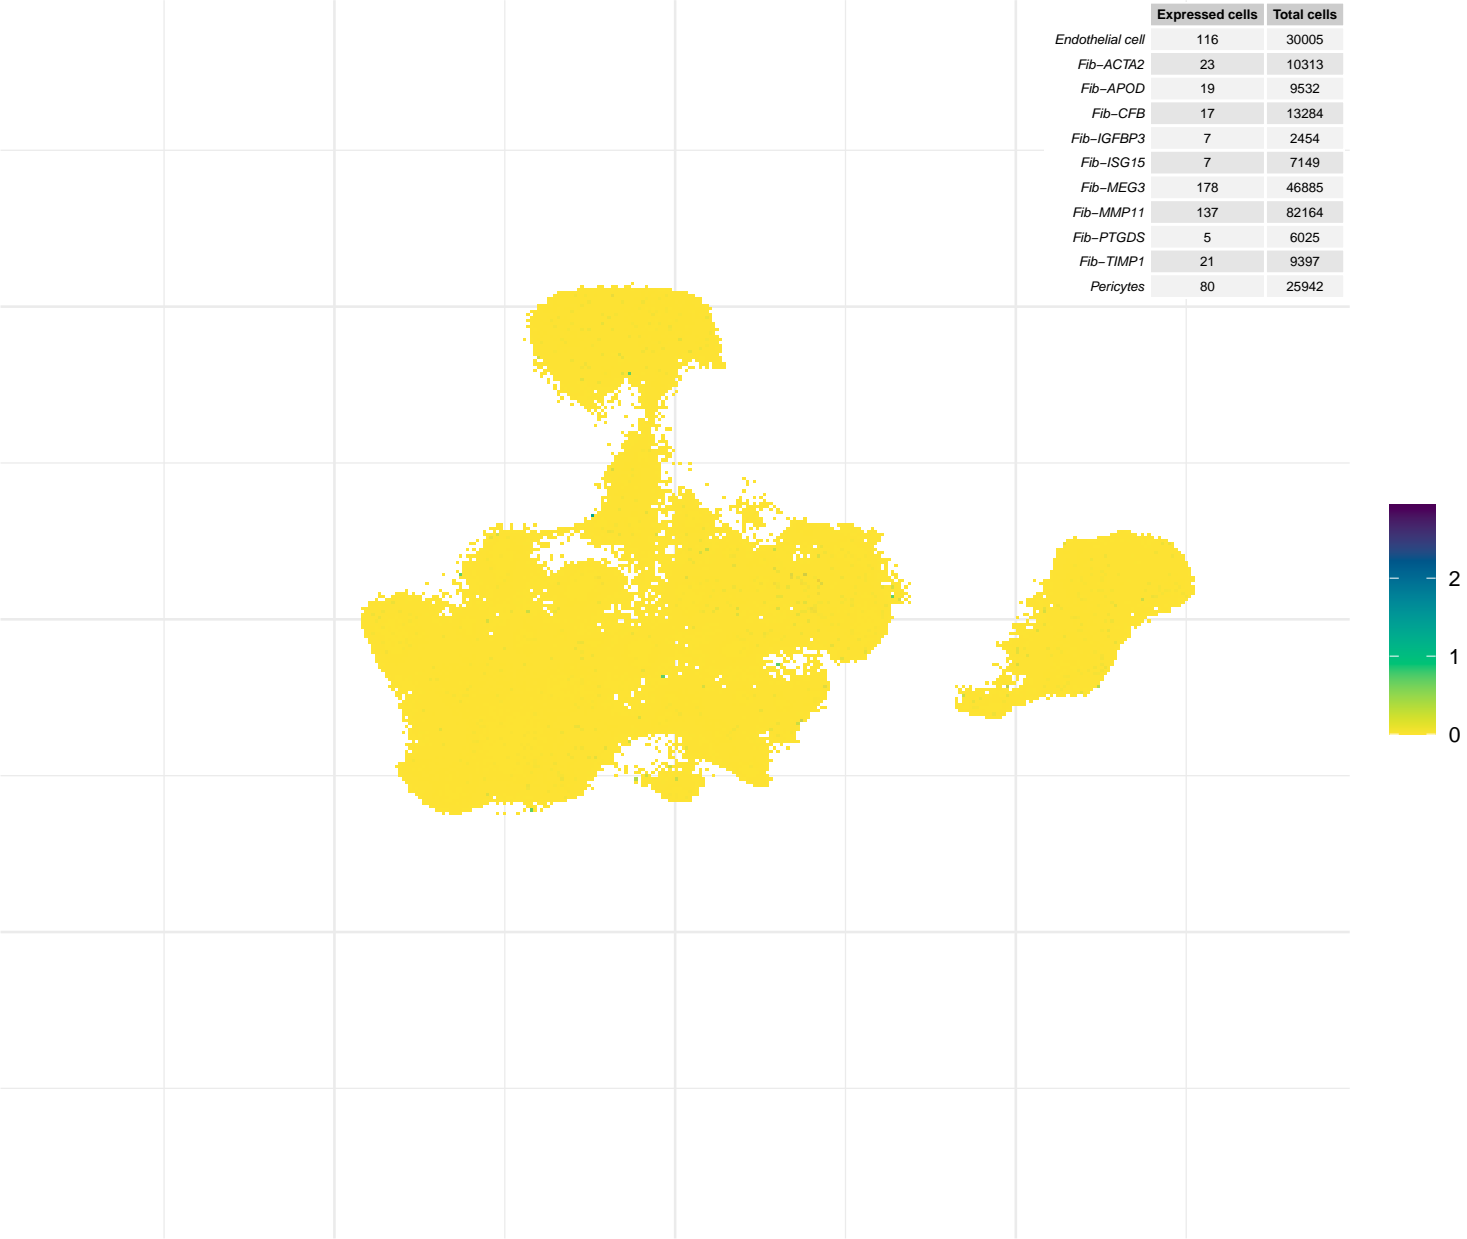 Expressed cells Total cells
Endothelial cell 116 30005
Fib−ACTA2 23 10313
Fib−APOD 19 9532
Fib−CFB 17 13284
Fib−IGFBP3 7 2454
Fib−ISG15 7 7149
Fib−MEG3 178 46885
Fib−MMP11 137 82164
Fib−PTGDS 5 6025
Fib−TIMP1 21 9397
Pericytes 80 25942
2
1
0